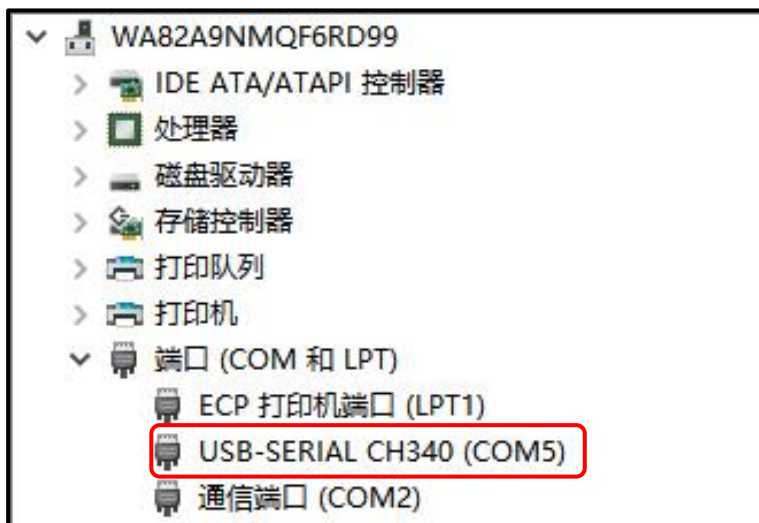 WA82A9NMQF6RD99
IDE ATA/ATAPI 控制器
处理器
磁盘驱动器
存储控制器
打印队列
打印机
端口 (COM 和 LPT)
ECP 打印机端口 (LPT1)
USB-SERIAL CH340 (COM5)
通信端口 (COM2)